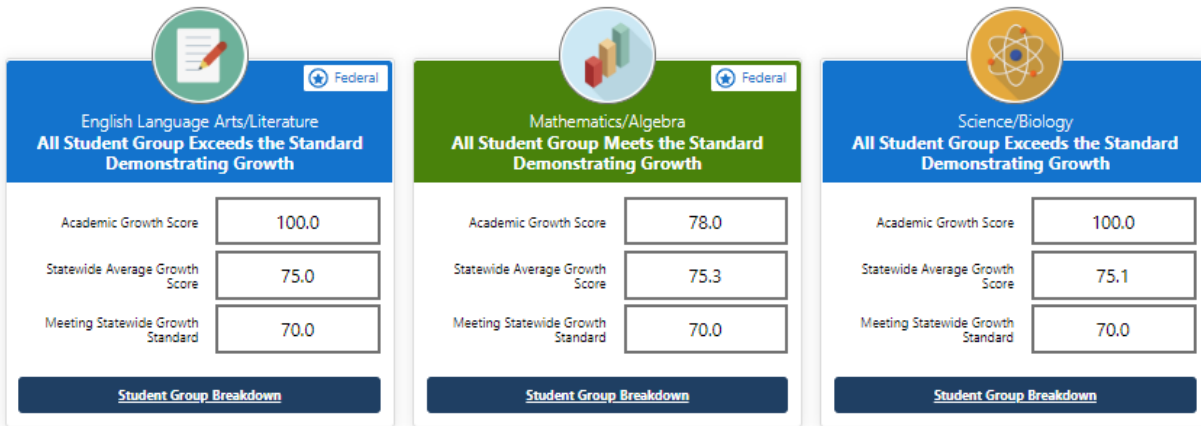 Federal
English Language Arts/Literature
All Student Group Exceeds the Standard
Demonstrating Growth
Academic Growth Score
100.0
Statewide Average Growth
Score
75.0
Meeting Statewide Growth
Standard
70.0
Student Group Breakdown
Federal
Mathematics/Algebra
All Student Group Meets the Standard
Demonstrating Growth
Academic Growth Score
78.0
Statewide Average Growth
Score
75.3
Meeting Statewide Growth
Standard
70.0
Student Group Breakdown
Science/Biology
All Student Group Exceeds the Standard
Demonstrating Growth
Academic Growth Score
100.0
Statewide Average Growth
Score
75.1
Meeting Statewide Growth
Standard
70.0
Student Group Breakdown